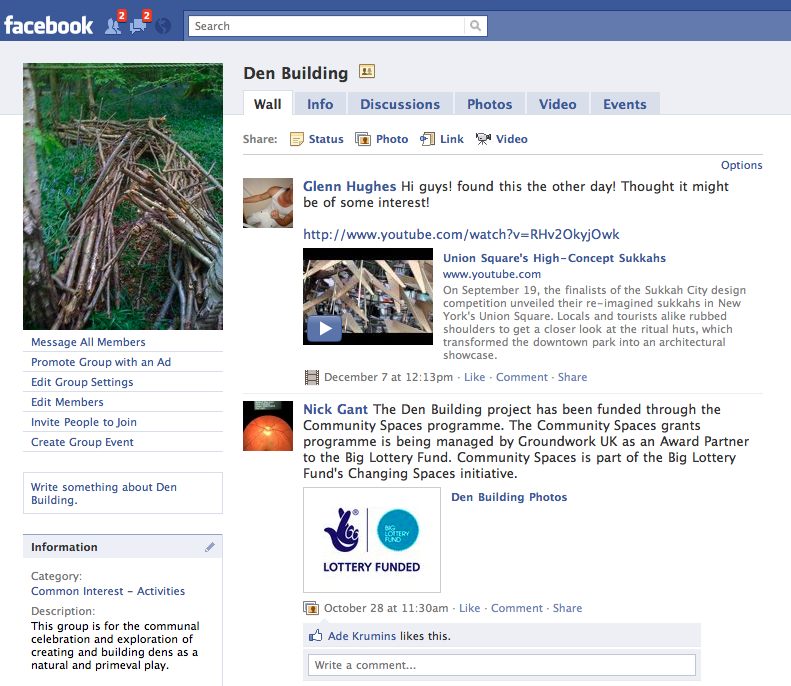 facebook
2
2
Search
Den Building
Wall
Info
Discussions
Photos
Video
Events
Share:
Status
Photo
Link
Video
Options
Glenn Hughes Hi guys! found this the other day! Thought it might
be of some interest!
http://www.youtube.com/watch?v=RHv2OkyjOwk
Union Square's High-Concept Sukkahs
www.youtube.com
On September 19, the finalists of the Sukkah City design
competition unveiled their re-imagined sukkahs in New
York's Union Square. Locals and tourists alike rubbed
shoulders to get a closer look at the ritual huts, which
transformed the downtown park into an architectural
showcase.
December 7 at 12:13pm · Like · Comment · Share
Nick Gant The Den Building project has been funded through the
Community Spaces programme. The Community Spaces grants
programme is being managed by Groundwork UK as an Award Partner
to the Big Lottery Fund. Community Spaces is part of the Big Lottery
Fund's Changing Spaces initiative.
BIG
LOTTERY
FUND
LOTTERY FUNDED
Den Building Photos
October 28 at 11:30am · Like · Comment · Share
Ade Krumins likes this.
Write a comment...
Message All Members
Promote Group with an Ad
Edit Group Settings
Edit Members
Invite People to Join
Create Group Event
Write something about Den
Building.
Information
Category:
Common Interest - Activities
Description:
This group is for the communal
celebration and exploration of
creating and building dens as a
natural and primeval play.